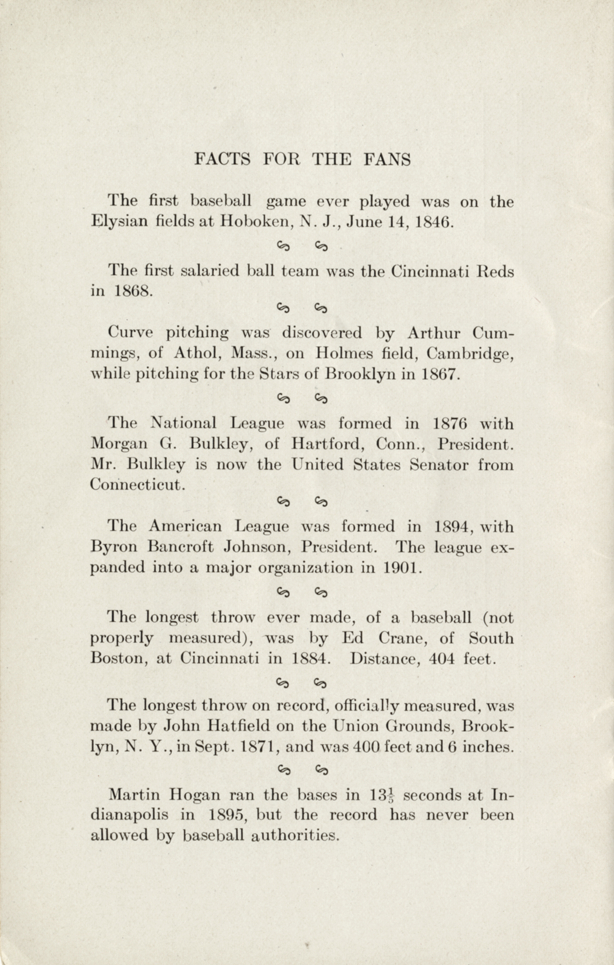 FACTS FOR THE FANS
The first baseball game ever played was on the
Elysian fields at Hoboken, N. J., June 14, 1846.
The first salaried ball team was the Cincinnati Reds
in 1868.
Curve pitching was discovered by Arthur Cum-
mings, of Athol, Mass., on Holmes field, Cambridge,
while pitching for the Stars of Brooklyn in 1867.
The National League was formed in 1876 with
Morgan G. Bulkley, of Hartford, Conn., President.
Mr. Bulkley is now the United States Senator from
Connecticut.
The American League was formed in 1894, with
Byron Bancroft Johnson, President. The league ex-
panded into a major organization in 1901.
The longest throw ever made, of a baseball (not
properly measured), was by Ed Crane, of South
Boston, at Cincinnati in 1884. Distance, 404 feet.
The longest throw on record, officially measured, was
made by John Hatfield on the Union Grounds, Brook-
lyn, N. Y., in Sept. 1871, and was 400 feet and 6 inches.
Martin Hogan ran the bases in 13⅕ seconds at In-
dianapolis in 1895, but the record has never been
allowed by baseball authorities.